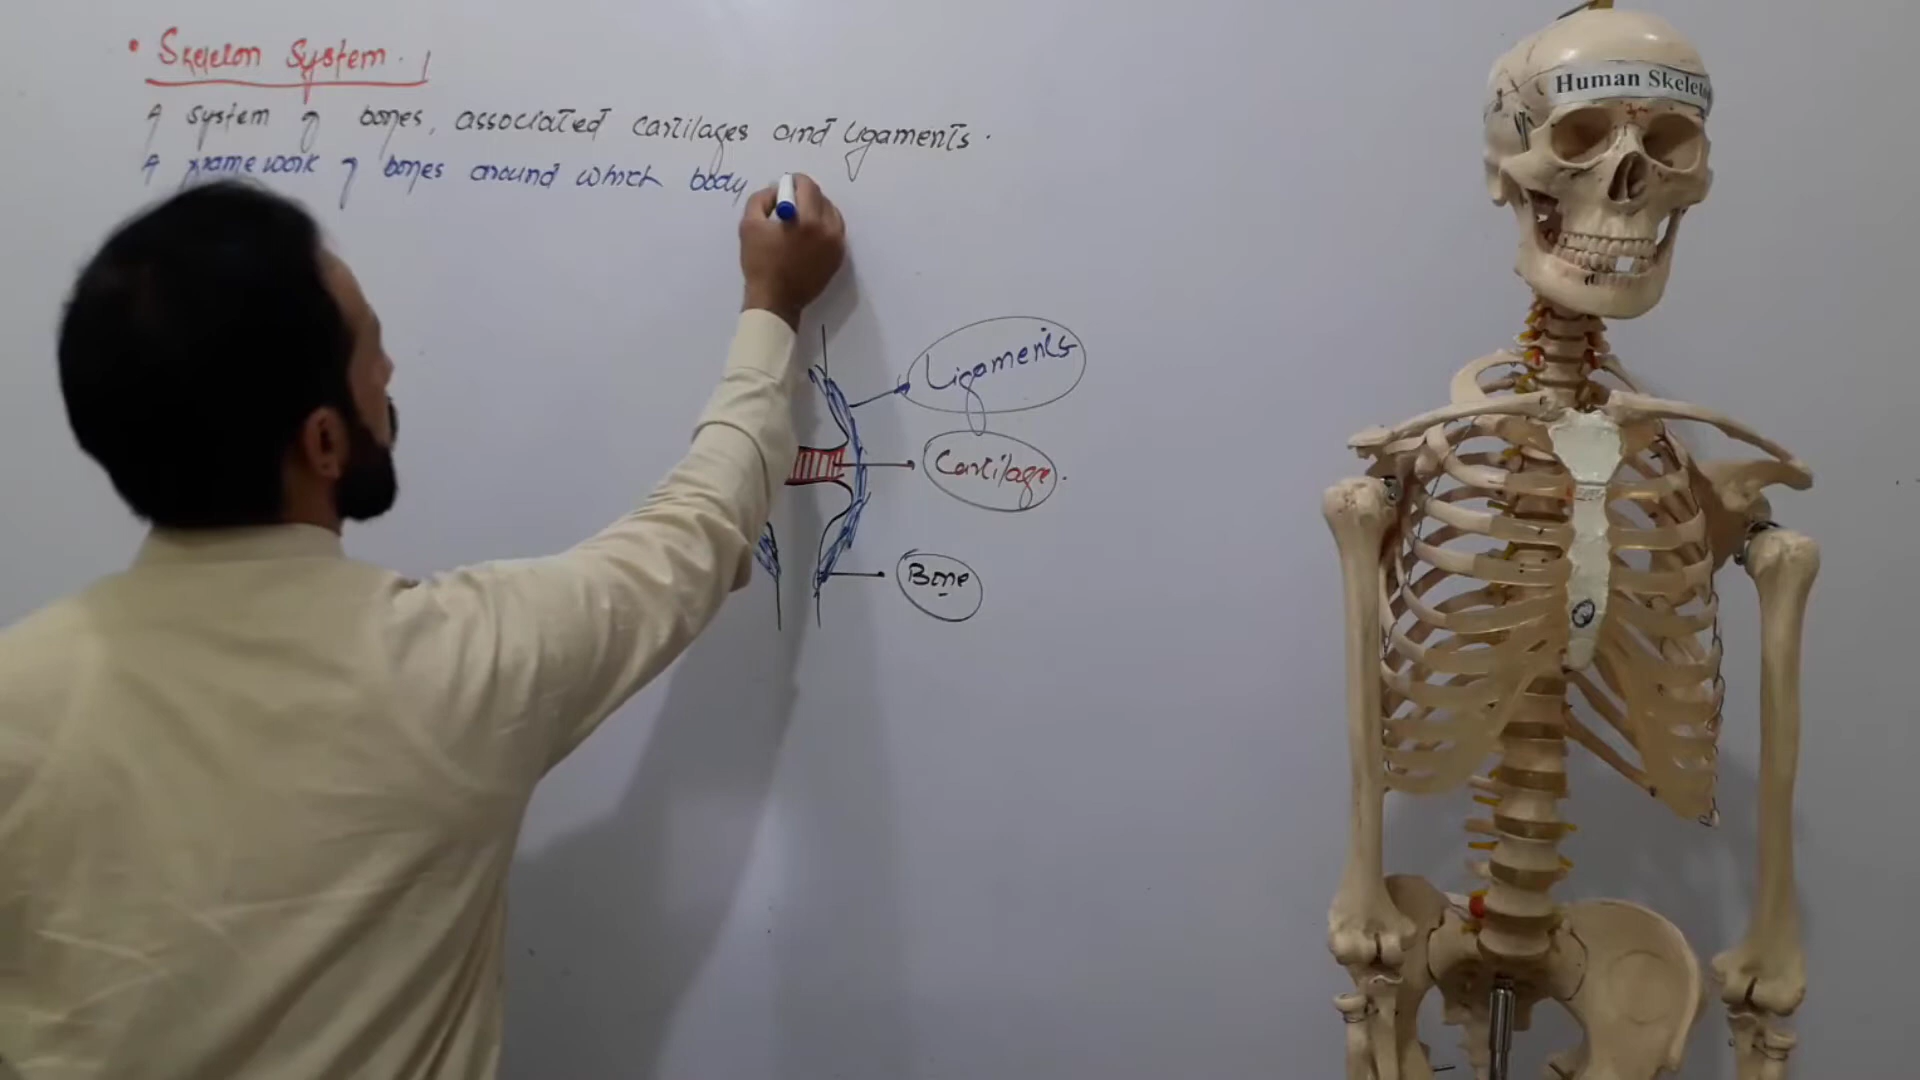 • Skeleton System.
A system of bones, associated cartilages and Ligaments.
A framework of bones around which body
Ligaments
Cartilage.
Bone
Human Skeleto